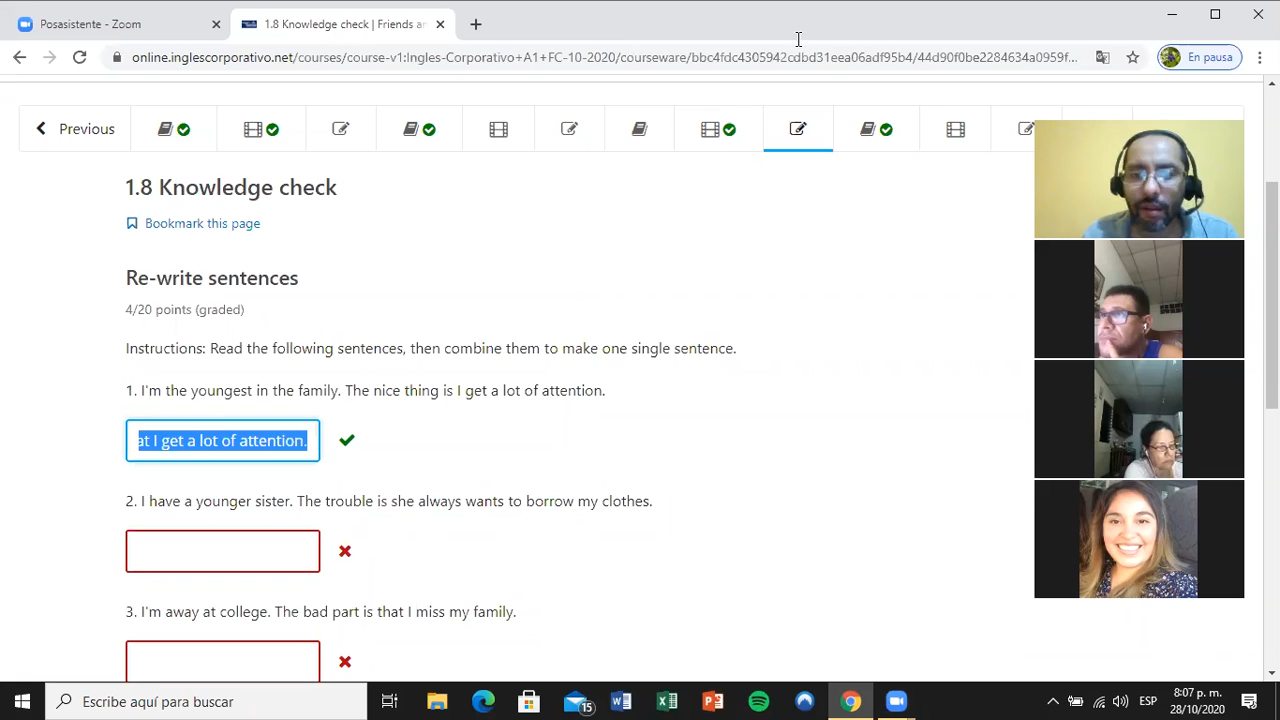 Posasistente - Zoom
1.8 Knowledge check | Friends an
online.inglescorporativo.net/courses/course-v1:Ingles-Corporativo+A1+FC-10-2020/courseware/bbc4fdc4305942cdbd31eea06adf95b4/44d90f0be2284634a0959f...
En pausa
Previous
1.8 Knowledge check
Bookmark this page
Re-write sentences
4/20 points (graded)
Instructions: Read the following sentences, then combine them to make one single sentence.
1. I'm the youngest in the family. The nice thing is I get a lot of attention.
at I get a lot of attention.
2. I have a younger sister. The trouble is she always wants to borrow my clothes.
3. I'm away at college. The bad part is that I miss my family.
Escribe aquí para buscar
15
ESP
8:07 p. m.
28/10/2020